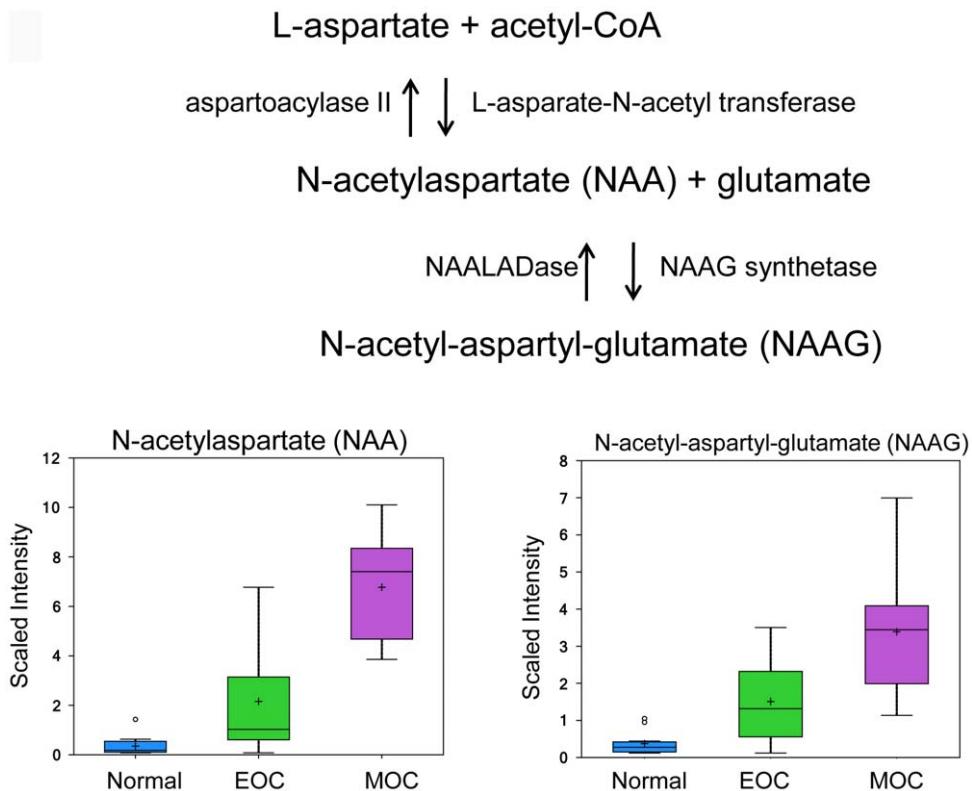 L-aspartate + acetyl-CoA
aspartoacylase II
L-asparate-N-acetyl transferase
N-acetylaspartate (NAA) + glutamate
NAALADase
NAAG synthetase
N-acetyl-aspartyl-glutamate (NAAG)
N-acetylaspartate (NAA)
12
10
8
6
4
2
0
Scaled Intensity
Normal
EOC
MOC
N-acetyl-aspartyl-glutamate (NAAG)
8
7
6
5
4
3
2
1
0
Scaled Intensity
Normal
EOC
MOC